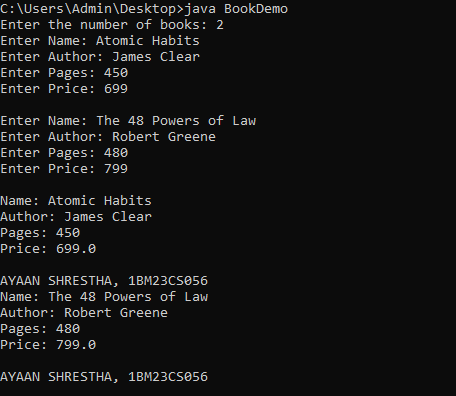 C:\Users\Admin\Desktop>java BookDemo
Enter the number of books: 2
Enter Name: Atomic Habits
Enter Author: James Clear
Enter Pages: 450
Enter Price: 699

Enter Name: The 48 Powers of Law
Enter Author: Robert Greene
Enter Pages: 480
Enter Price: 799

Name: Atomic Habits
Author: James Clear
Pages: 450
Price: 699.0

AYAAN SHRESTHA, 1BM23CS056
Name: The 48 Powers of Law
Author: Robert Greene
Pages: 480
Price: 799.0

AYAAN SHRESTHA, 1BM23CS056